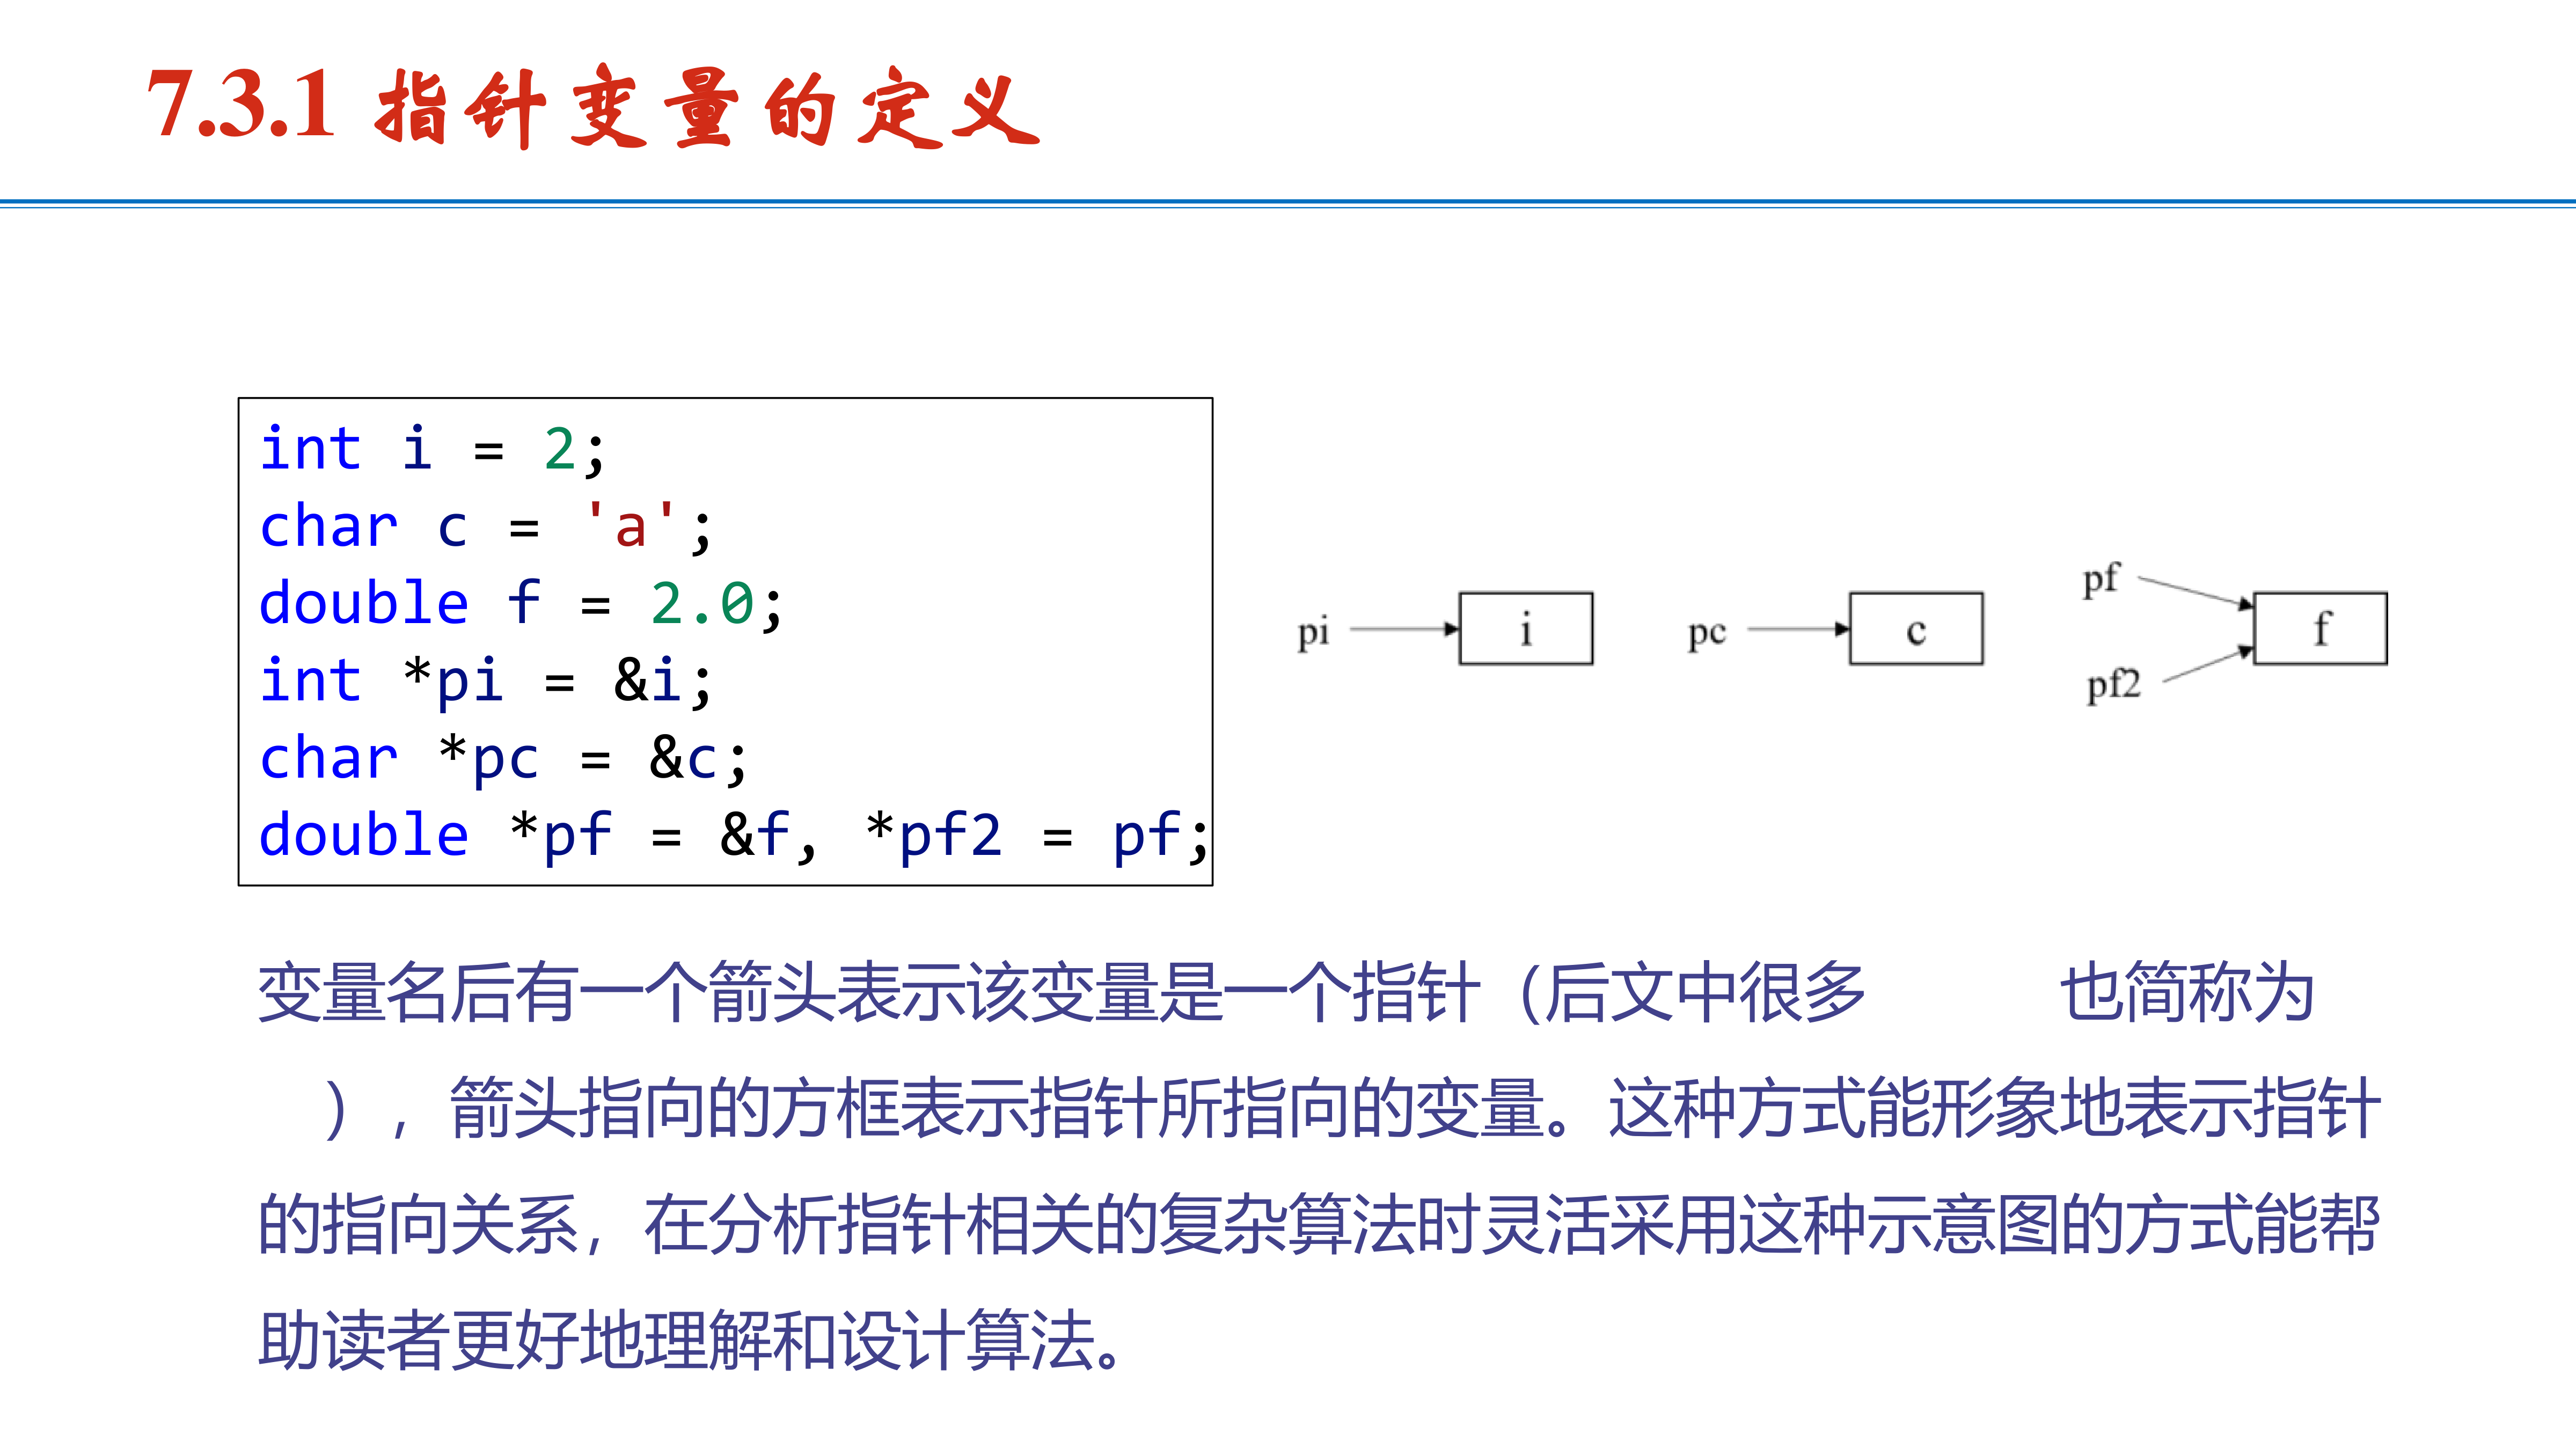 7.3.1 指针变量的定义
int i = 2;
char c = 'a';
double f = 2.0;
int *pi = &i;
char *pc = &c;
double *pf = &f, *pf2 = pf;
pi i pc c pf pf2 f
变量名后有一个箭头表示该变量是一个指针（后文中很多 也简称为
），箭头指向的方框表示指针所指向的变量。这种方式能形象地表示指针
的指向关系，在分析指针相关的复杂算法时灵活采用这种示意图的方式能帮
助读者更好地理解和设计算法。